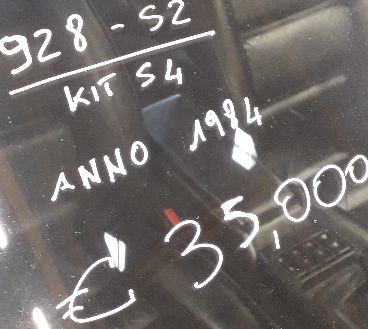 928 - S2
KIT S4
ANNO 1984
€ 35,000